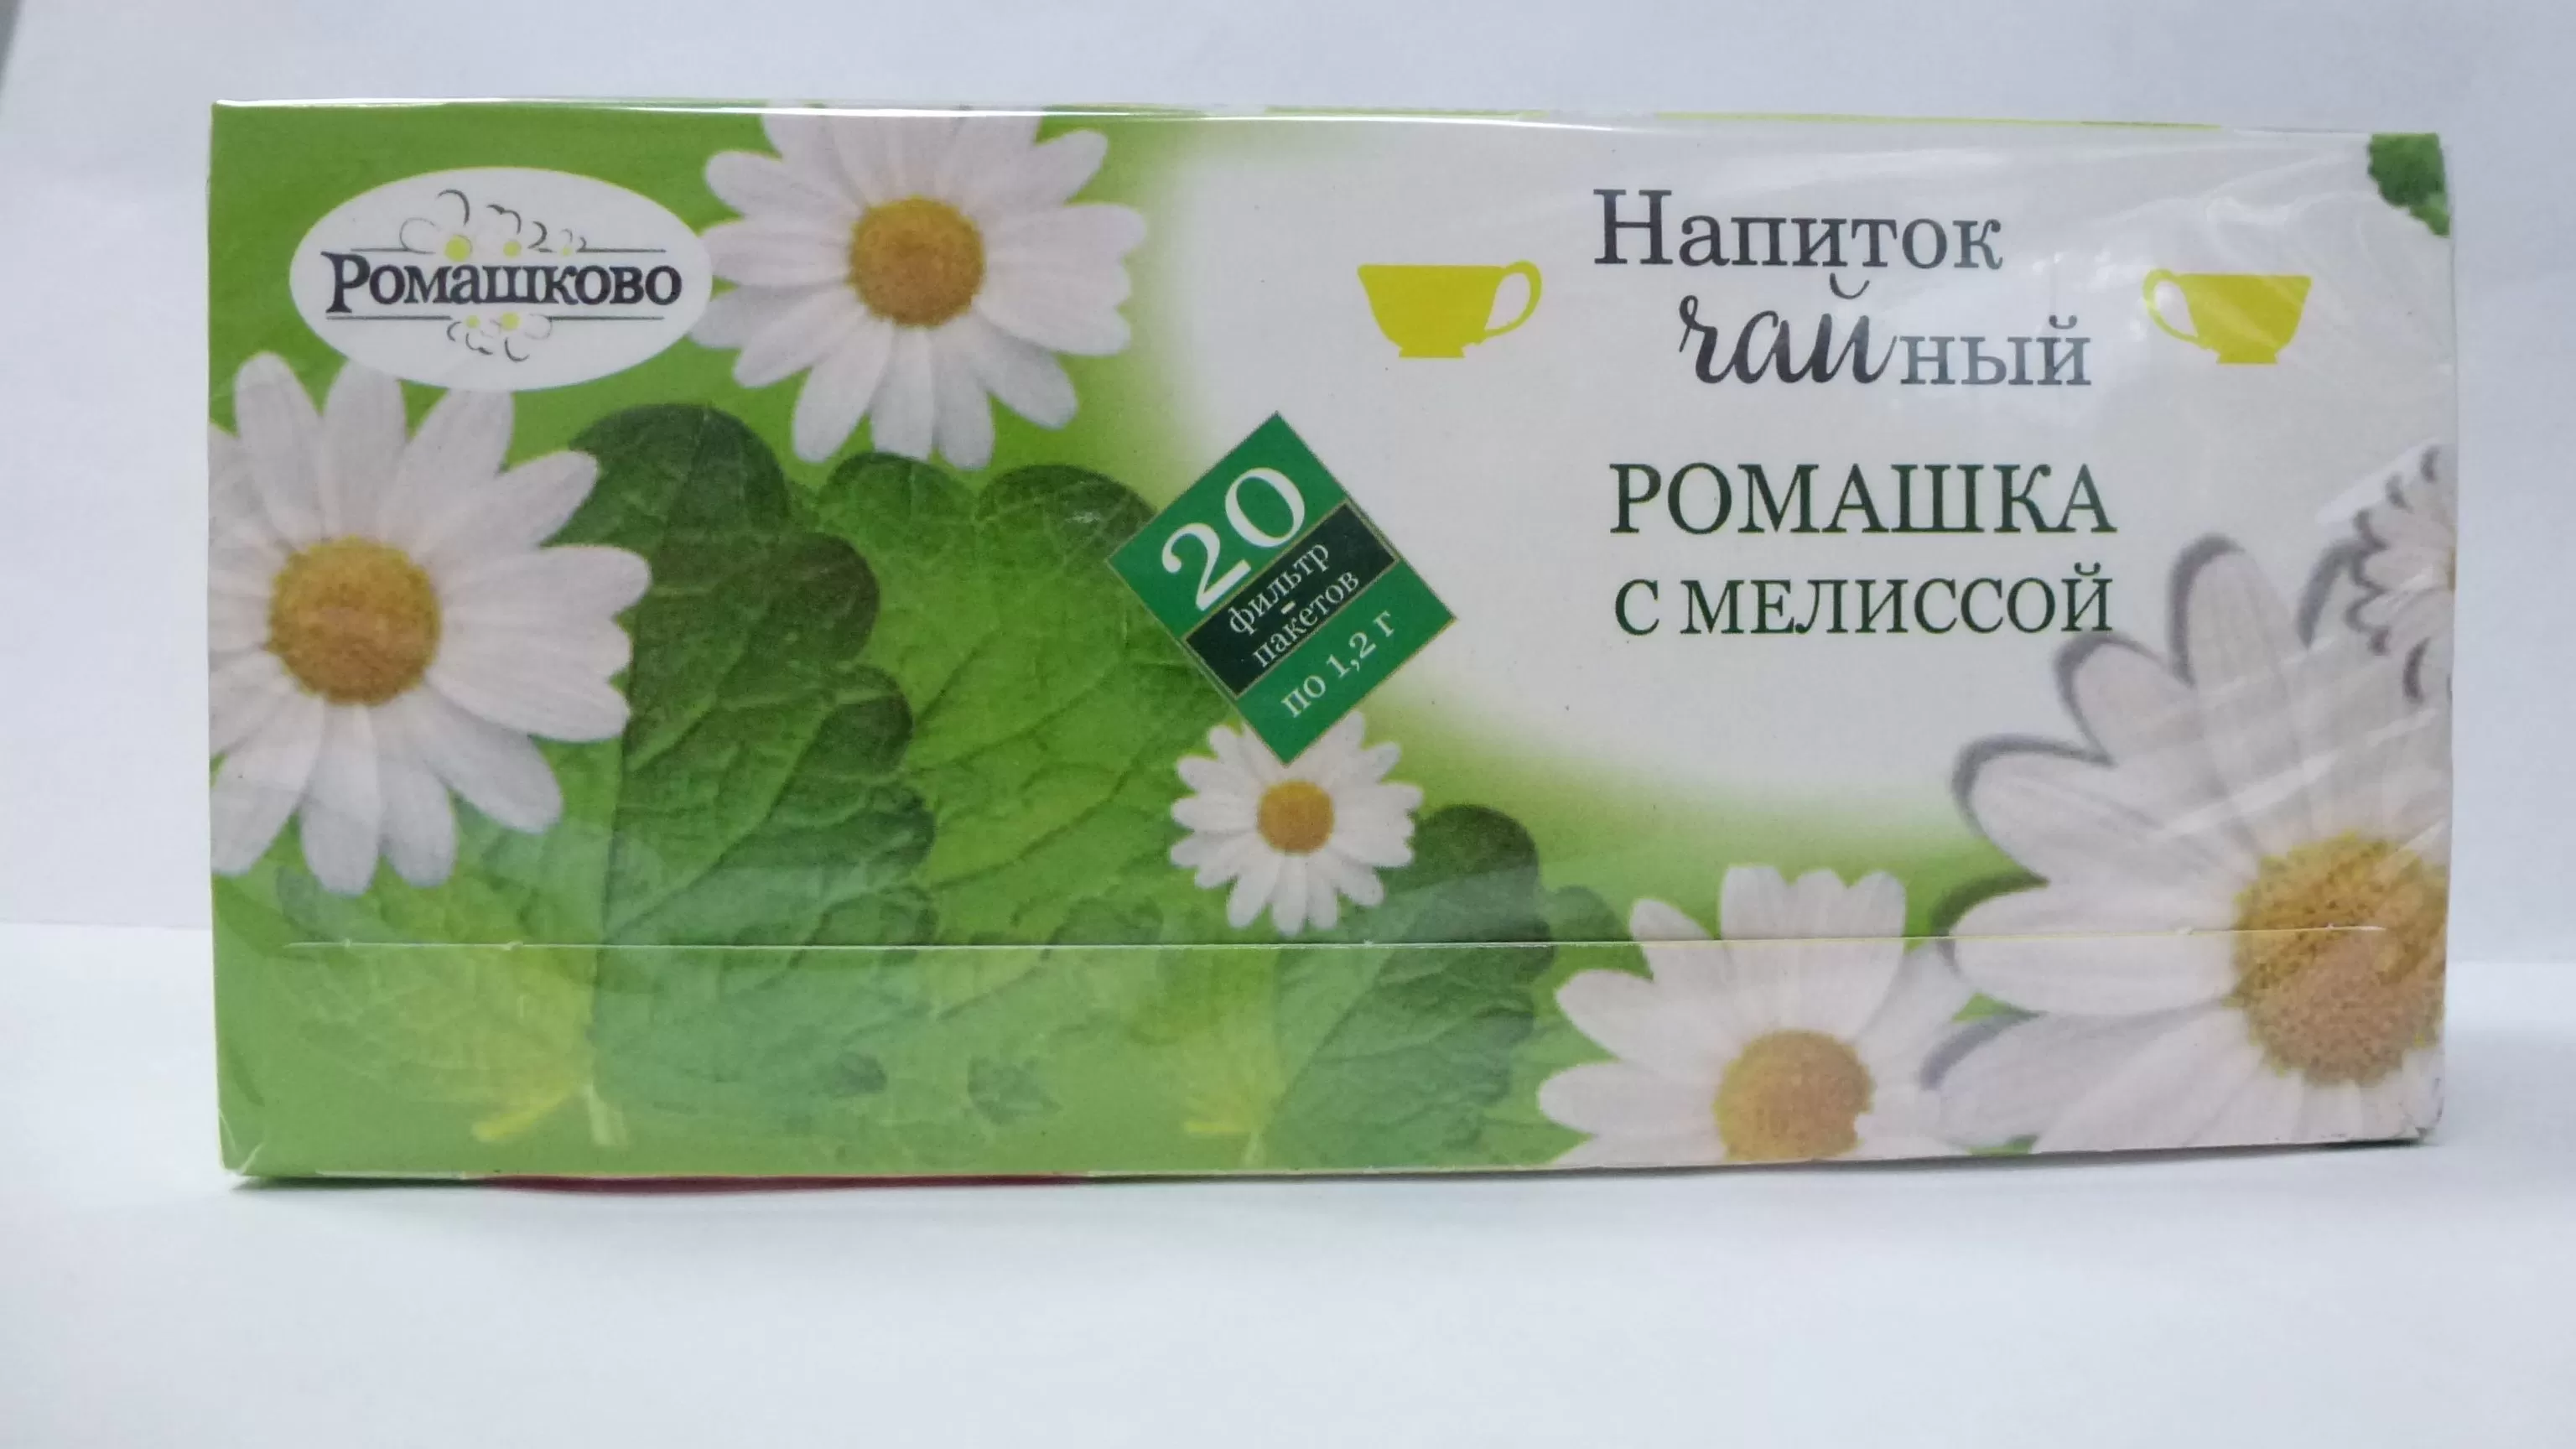 Ромашково
Напиток
чайный
РОМАШКА
С МЕЛИССОЙ
20
фильтр
-
пакетов
по 1,2 г